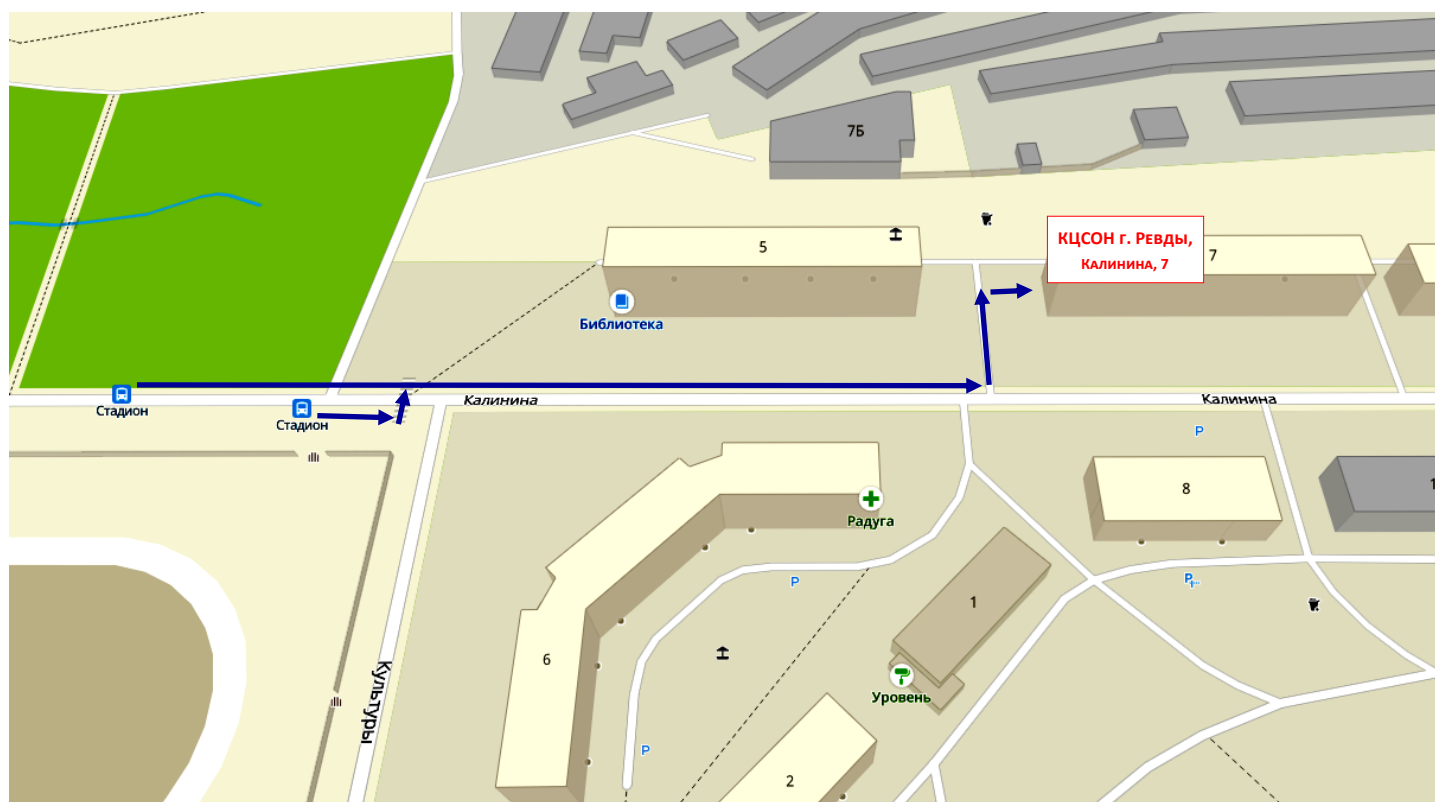 7Б
КЦСОН г. Ревды,
Калинина, 7
5
7
Библиотека
Стадион
Стадион
Калинина
Калинина
P
8
1
Радуга
P
P
1
6
Культуры
Уровень
P
2